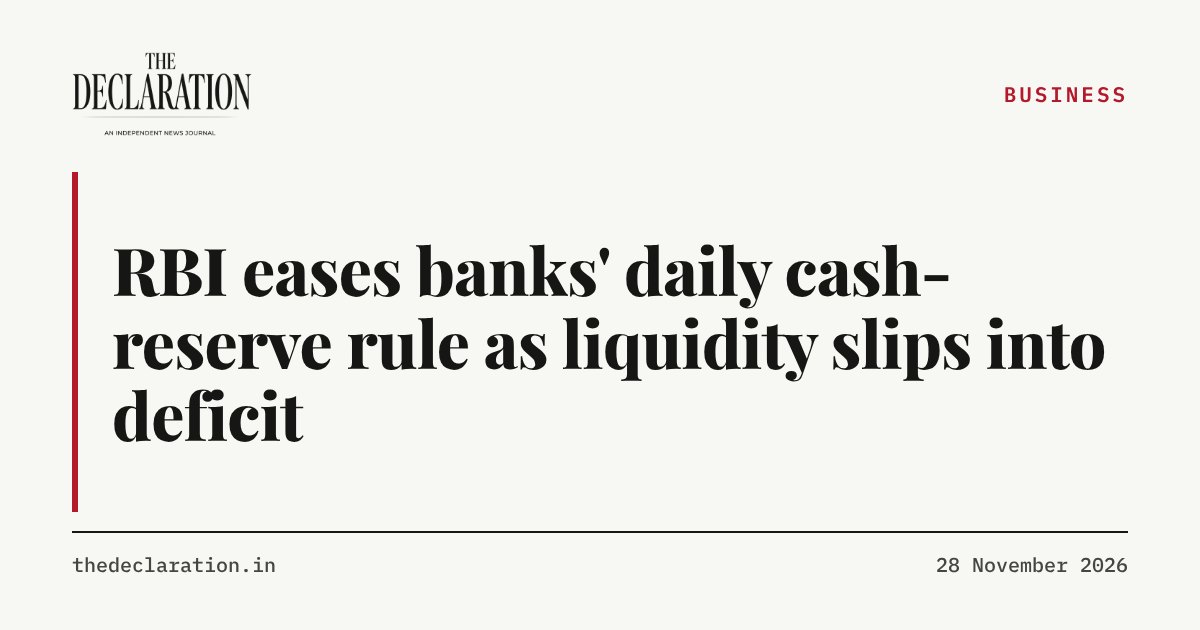 THE
DECLARATION
AN INDEPENDENT NEWS JOURNAL
BUSINESS
RBI eases banks' daily cash-
reserve rule as liquidity slips into
deficit
thedeclaration.in
28 November 2026